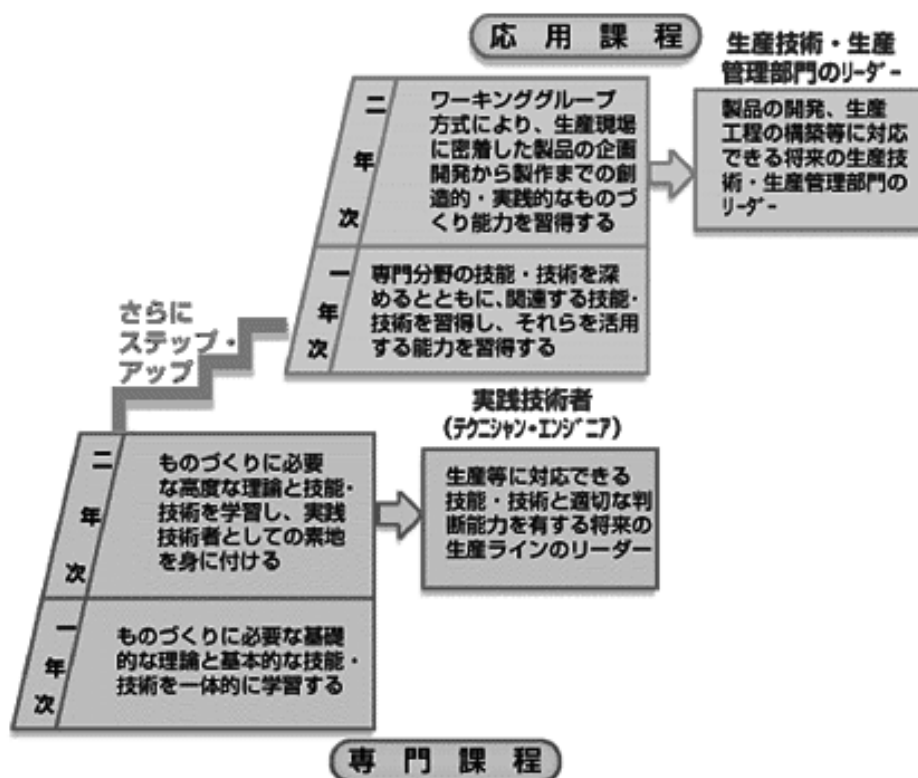 応用課程
生産技術・生産
管理部門のリーダー
二年次
ワーキンググループ
方式により、生産現場
に密着した製品の企画
開発から製作までの創
造的・実践的なものづ
くり能力を習得する
製品の開発、生産
工程の構築等に対応
できる将来の生産技
術・生産管理部門の
リーダー
一年次
専門分野の技能・技術を深
めるとともに、関連する技能・
技術を習得し、それらを活用
する能力を習得する
さらに
ステップ・
アップ
実践技術者
(テクニシャン・エンジニア)
二年次
ものづくりに必要
な高度な理論と技能・
技術を学習し、実践
技術者としての素地
を身に付ける
生産等に対応できる
技能・技術と適切な判
断能力を有する将来の
生産ラインのリーダー
一年次
ものづくりに必要な基礎
的な理論と基本的な技能・
技術を一体的に学習する
専門課程